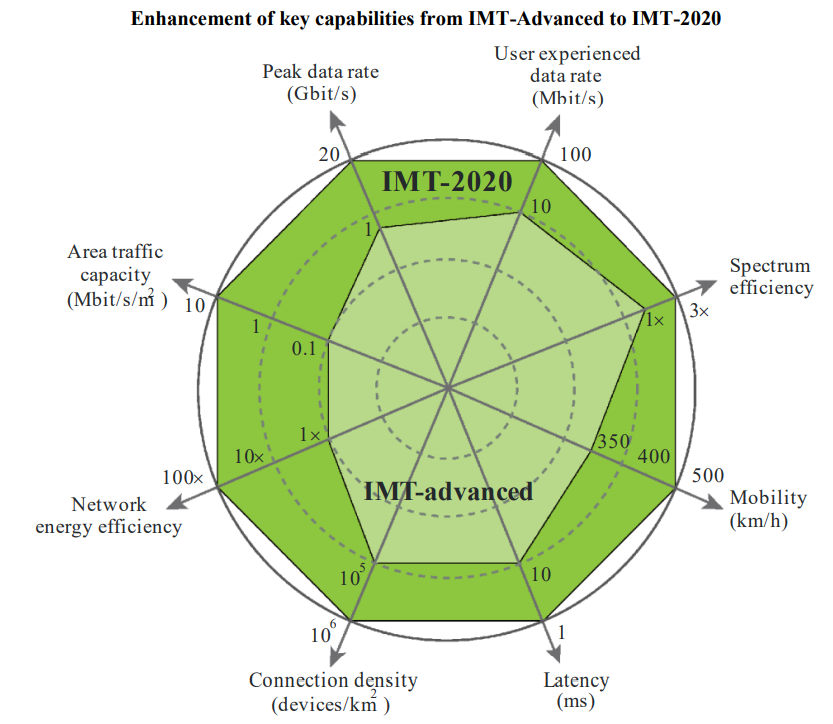 Enhancement of key capabilities from IMT-Advanced to IMT-2020
User experienced
data rate
(Mbit/s)
Peak data rate
(Gbit/s)
20
100
IMT-2020
10
1
Area traffic
capacity
(Mbit/s/m² )
10
1
0.1
Spectrum
efficiency
3×
1×
1×
10×
100×
350
400
500
Network
energy efficiency
Mobility
(km/h)
IMT-advanced
10⁵
10
10⁶
1
Connection density
(devices/km² )
Latency
(ms)